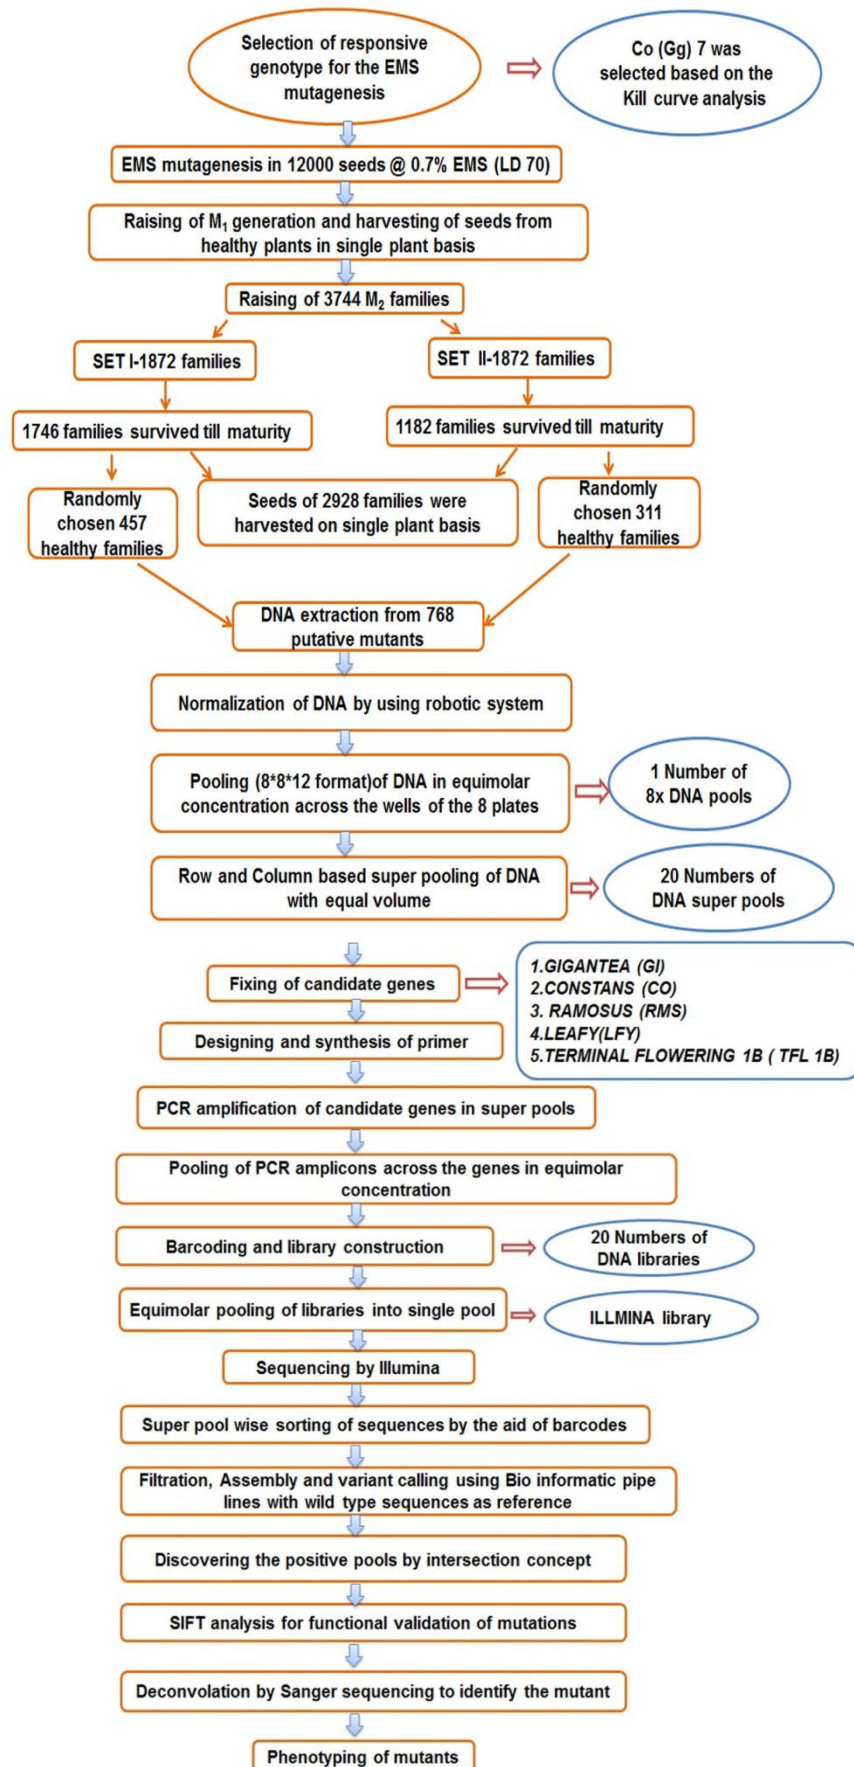 Selection of responsive
genotype for the EMS
mutagenesis
Co (Gg) 7 was
selected based on the
Kill curve analysis
EMS mutagenesis in 12000 seeds @ 0.7% EMS (LD 70)
Raising of M₁ generation and harvesting of seeds from
healthy plants in single plant basis
Raising of 3744 M₂ families
SET I-1872 families
SET II-1872 families
1746 families survived till maturity
1182 families survived till maturity
Randomly
chosen 457
healthy families
Seeds of 2928 families were
harvested on single plant basis
Randomly
chosen 311
healthy families
DNA extraction from 768
putative mutants
Normalization of DNA by using robotic system
Pooling (8*8*12 format)of DNA in equimolar
concentration across the wells of the 8 plates
1 Number of
8x DNA pools
Row and Column based super pooling of DNA
with equal volume
20 Numbers of
DNA super pools
Fixing of candidate genes
1.GIGANTEA (GI)
2.CONSTANS (CO)
3. RAMOSUS (RMS)
4.LEAFY(LFY)
5.TERMINAL FLOWERING 1B ( TFL 1B)
Designing and synthesis of primer
PCR amplification of candidate genes in super pools
Pooling of PCR amplicons across the genes in equimolar
concentration
Barcoding and library construction
20 Numbers of
DNA libraries
Equimolar pooling of libraries into single pool
ILLMINA library
Sequencing by Illumina
Super pool wise sorting of sequences by the aid of barcodes
Filtration, Assembly and variant calling using Bio informatic pipe
lines with wild type sequences as reference
Discovering the positive pools by intersection concept
SIFT analysis for functional validation of mutations
Deconvolation by Sanger sequencing to identify the mutant
Phenotyping of mutants